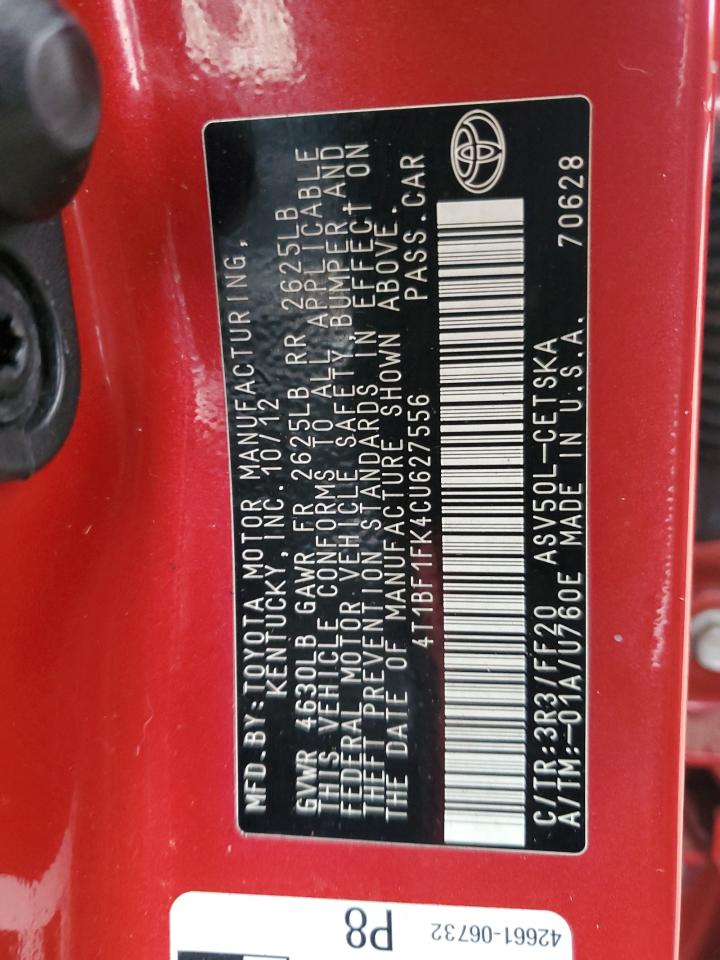 MFD.BY:TOYOTA MOTOR MANUFACTURING,
KENTUCKY,INC.10/12
GVWR 4630LB GAWR FR 2625LB RR 2625LB
THIS VEHICLE CONFORMS TO ALL APPLICABLE
FEDERAL MOTOR VEHICLE SAFETY,BUMPER,AND
THEFT PREVENTION STANDARDS IN EFFECT ON
THE DATE OF MANUFACTURE SHOWN ABOVE.
4T1BF1FK4CU627556 PASS.CAR
C/TR:3R3/FF20 ASV50L-CETSKA
A/TM:-01A/U760E MADE IN U.S.A. 70628
P8
42661-06732